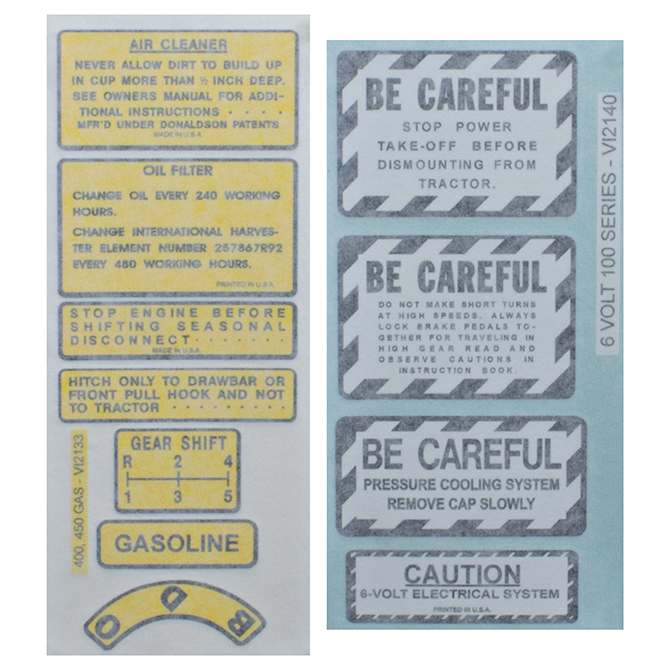 AIR CLEANER
NEVER ALLOW DIRT TO BUILD UP
IN CUP MORE THAN ½ INCH DEEP.
SEE OWNERS MANUAL FOR ADDI-
TIONAL INSTRUCTIONS · · · ·
MFR'D UNDER DONALDSON PATENTS
MADE IN U.S.A.
OIL FILTER
CHANGE OIL EVERY 240 WORKING
HOURS.
CHANGE INTERNATIONAL HARVES-
TER ELEMENT NUMBER 257867R92
EVERY 480 WORKING HOURS.
PRINTED IN U.S.A.
STOP ENGINE BEFORE
SHIFTING SEASONAL
DISCONNECT · · · · · · ·
MADE IN U.S.A.
HITCH ONLY TO DRAWBAR OR
FRONT PULL HOOK AND NOT
TO TRACTOR · · · · · · · · ·
GEAR SHIFT
R 2 4
1 3 5
400, 450 GAS - VI2133
GASOLINE
O D B
BE CAREFUL
STOP POWER
TAKE-OFF BEFORE
DISMOUNTING FROM
TRACTOR.
BE CAREFUL
DO NOT MAKE SHORT TURNS
AT HIGH SPEEDS. ALWAYS
LOCK BRAKE PEDALS TO-
GETHER FOR TRAVELING IN
HIGH GEAR READ AND
OBSERVE CAUTIONS IN
INSTRUCTION BOOK.
BE CAREFUL
PRESSURE COOLING SYSTEM
REMOVE CAP SLOWLY
CAUTION
6-VOLT ELECTRICAL SYSTEM
PRINTED IN U.S.A.
6 VOLT 100 SERIES - VI2140